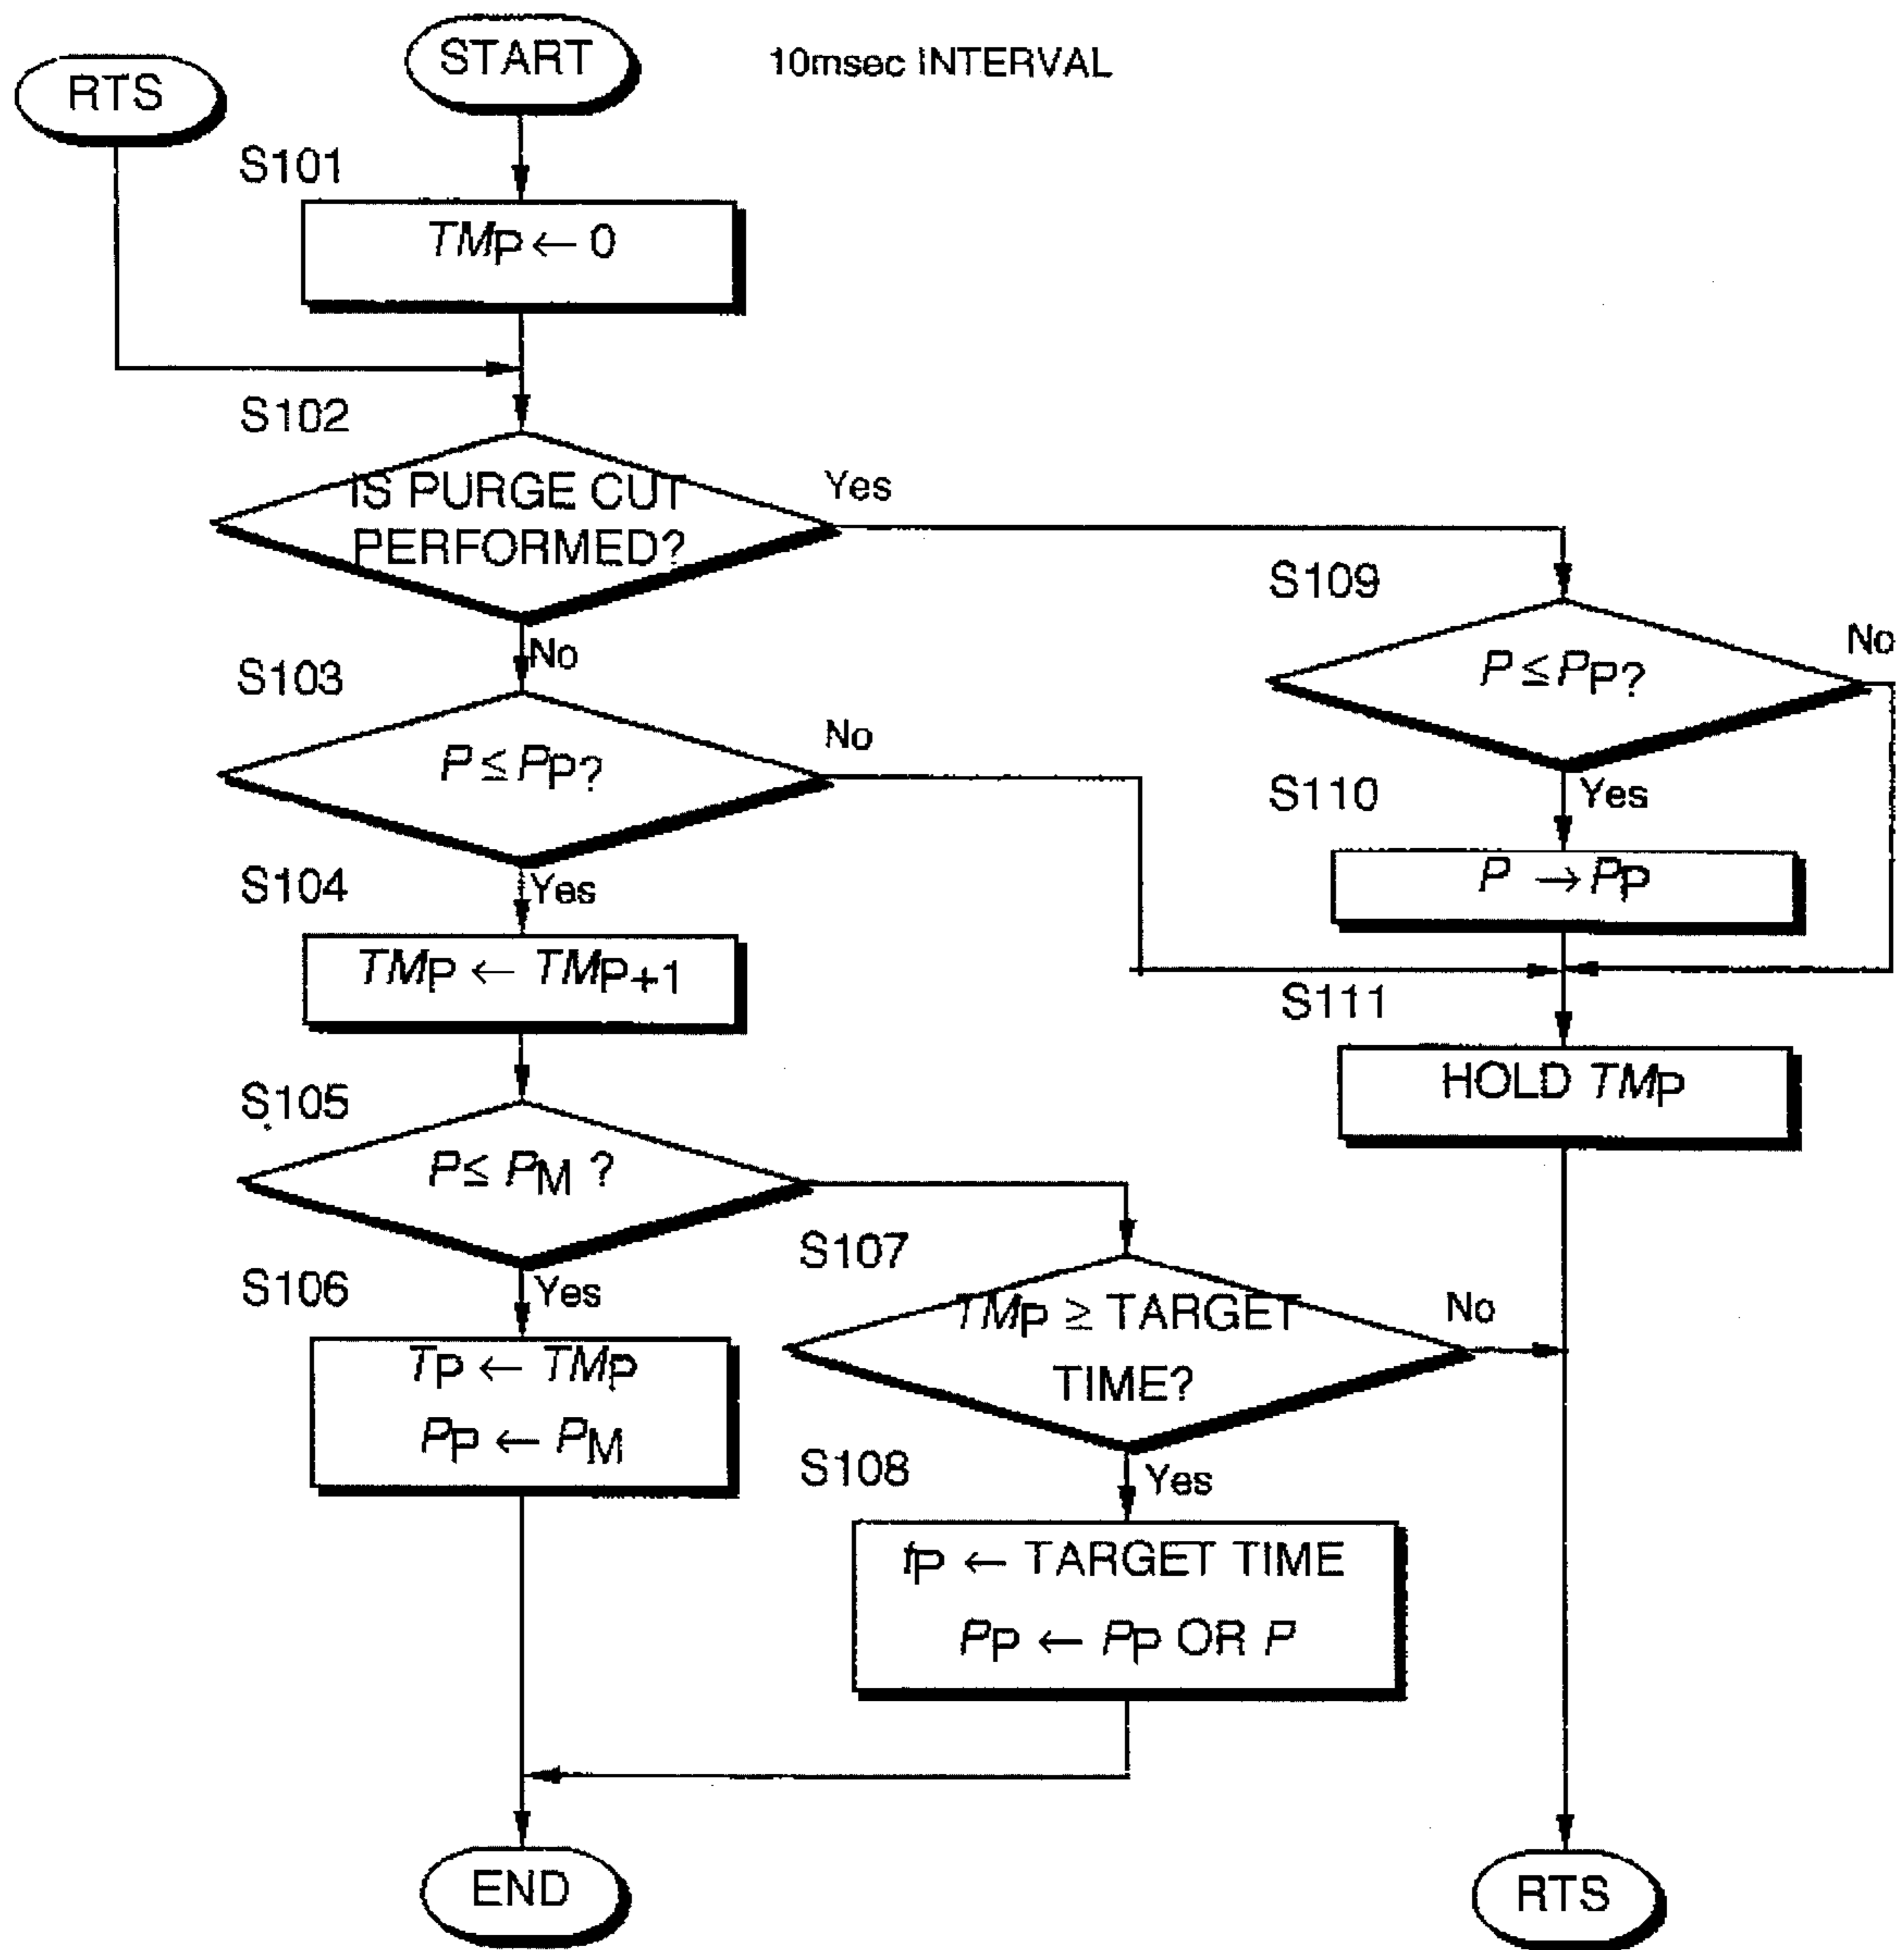 START
10msec INTERVAL
RTS
S101
TMP ← 0
S102
IS PURGE CUT
PERFORMED?
Yes
No
S103
P ≤ PP?
No
Yes
S104
TMP ← TMP+1
S105
P ≤ PM ?
Yes
S106
TP ← TMP
PP ← PM
S107
TMP ≥ TARGET
TIME?
No
Yes
S108
tP ← TARGET TIME
PP ← PP OR P
S109
P ≤ PP?
No
Yes
S110
P → PP
S111
HOLD TMP
END
RTS